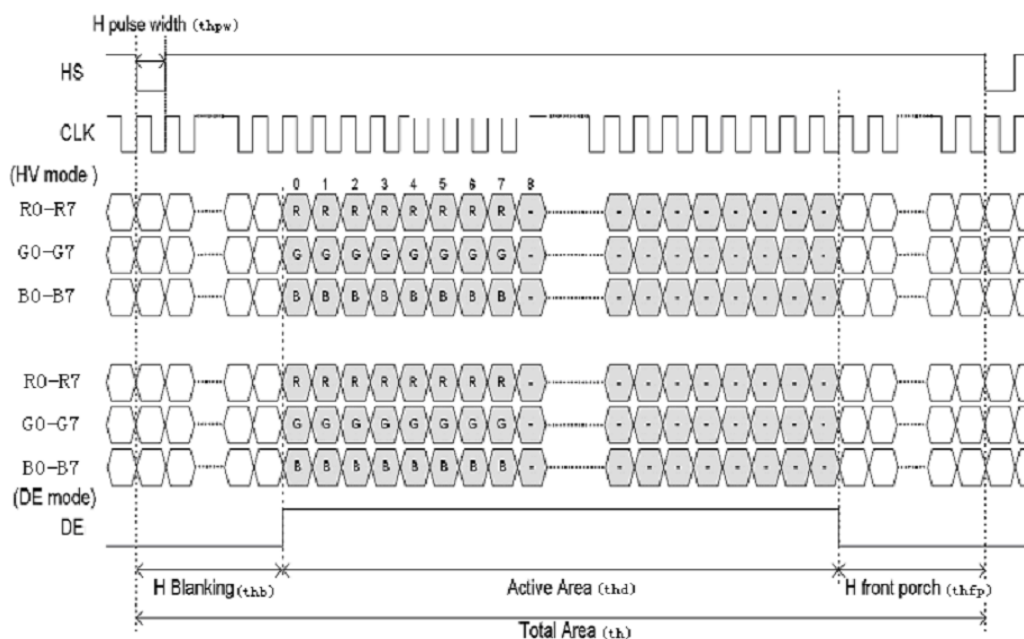 H pulse width (thpw)
HS
CLK
(HV mode )
0 1 2 3 4 5 6 7 8
R0-R7 R R R R R R R R - - - - - - - - -
G0-G7 G G G G G G G G - - - - - - - - -
B0-B7 B B B B B B B B - - - - - - - - -
R0-R7 R R R R R R R R - - - - - - - - -
G0-G7 G G G G G G G G - - - - - - - - -
B0-B7 B B B B B B B B - - - - - - - - -
(DE mode)
DE
H Blanking(thb) Active Area (thd) H front porch (thfp)
Total Area (th)